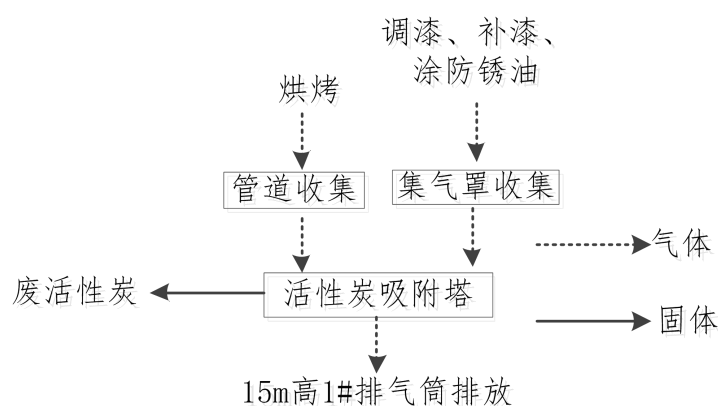 调漆、补漆、
涂防锈油
烘烤
管道收集
集气罩收集
气体
废活性炭
活性炭吸附塔
固体
15m高1#排气筒排放